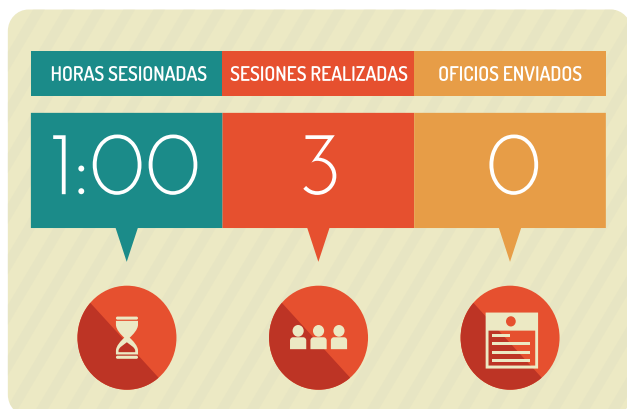 HORAS SESIONADAS
SESIONES REALIZADAS
OFICIOS ENVIADOS
1:00
3
0